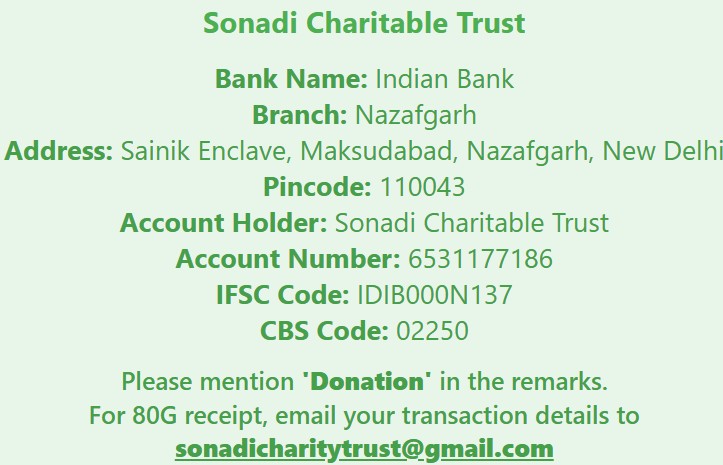 Sonadi Charitable Trust
Bank Name: Indian Bank
Branch: Nazafgarh
Address: Sainik Enclave, Maksudabad, Nazafgarh, New Delhi
Pincode: 110043
Account Holder: Sonadi Charitable Trust
Account Number: 6531177186
IFSC Code: IDIB000N137
CBS Code: 02250
Please mention 'Donation' in the remarks.
For 80G receipt, email your transaction details to
sonadicharitytrust@gmail.com